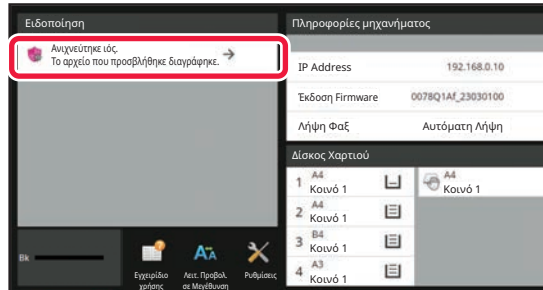 Ειδοποίηση
Ανιχνεύτηκε ιός.
Το αρχείο που προσβλήθηκε διαγράφηκε.
Πληροφορίες μηχανήματος
IP Address 192.168.0.10
Έκδοση Firmware 0078Q1Af_23030100
Λήψη Φαξ Αυτόματη Λήψη
Δίσκος Χαρτιού
1 A4 Κοινό 1
A4 Κοινό 1
2 A4 Κοινό 1
3 B4 Κοινό 1
4 A3 Κοινό 1
Bk
Εγχειρίδιο
χρήσης
Λειτ. Προβολ.
σε Μεγέθυνση
Ρυθμίσεις